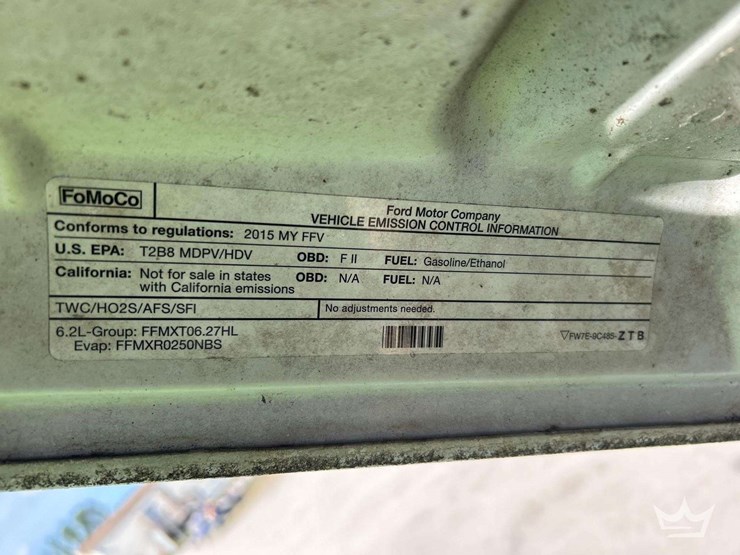 FoMoCo
Ford Motor Company
VEHICLE EMISSION CONTROL INFORMATION
Conforms to regulations: 2015 MY FFV
U.S. EPA: T2B8 MDPV/HDV OBD: F II FUEL: Gasoline/Ethanol
California: Not for sale in states with California emissions OBD: N/A FUEL: N/A
TWC/HO2S/AFS/SFI No adjustments needed.
6.2L-Group: FFMXT06.27HL
Evap: FFMXR0250NBS
FW7E-9C485-ZTB